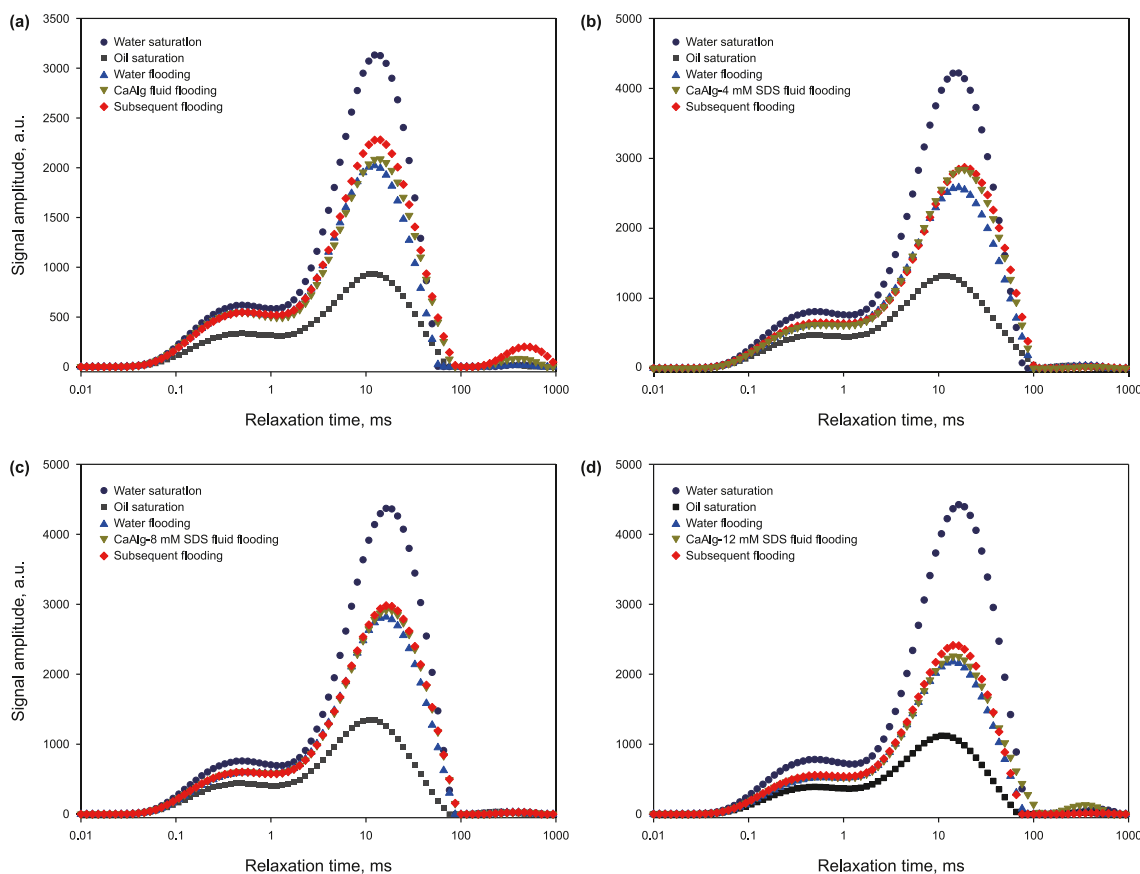 (a)
3500
3000
2500
2000
1500
1000
500
0
Signal amplitude, a.u.
Water saturation
Oil saturation
Water flooding
CaAlg fluid flooding
Subsequent flooding
0.01 0.1 1 10 100 1000
Relaxation time, ms
(b)
5000
4000
3000
2000
1000
0
Water saturation
Oil saturation
Water flooding
CaAlg-4 mM SDS fluid flooding
Subsequent flooding
0.01 0.1 1 10 100 1000
Relaxation time, ms
(c)
5000
4000
3000
2000
1000
0
Signal amplitude, a.u.
Water saturation
Oil saturation
Water flooding
CaAlg-8 mM SDS fluid flooding
Subsequent flooding
0.01 0.1 1 10 100 1000
Relaxation time, ms
(d)
5000
4000
3000
2000
1000
0
Water saturation
Oil saturation
Water flooding
CaAlg-12 mM SDS fluid flooding
Subsequent flooding
0.01 0.1 1 10 100 1000
Relaxation time, ms